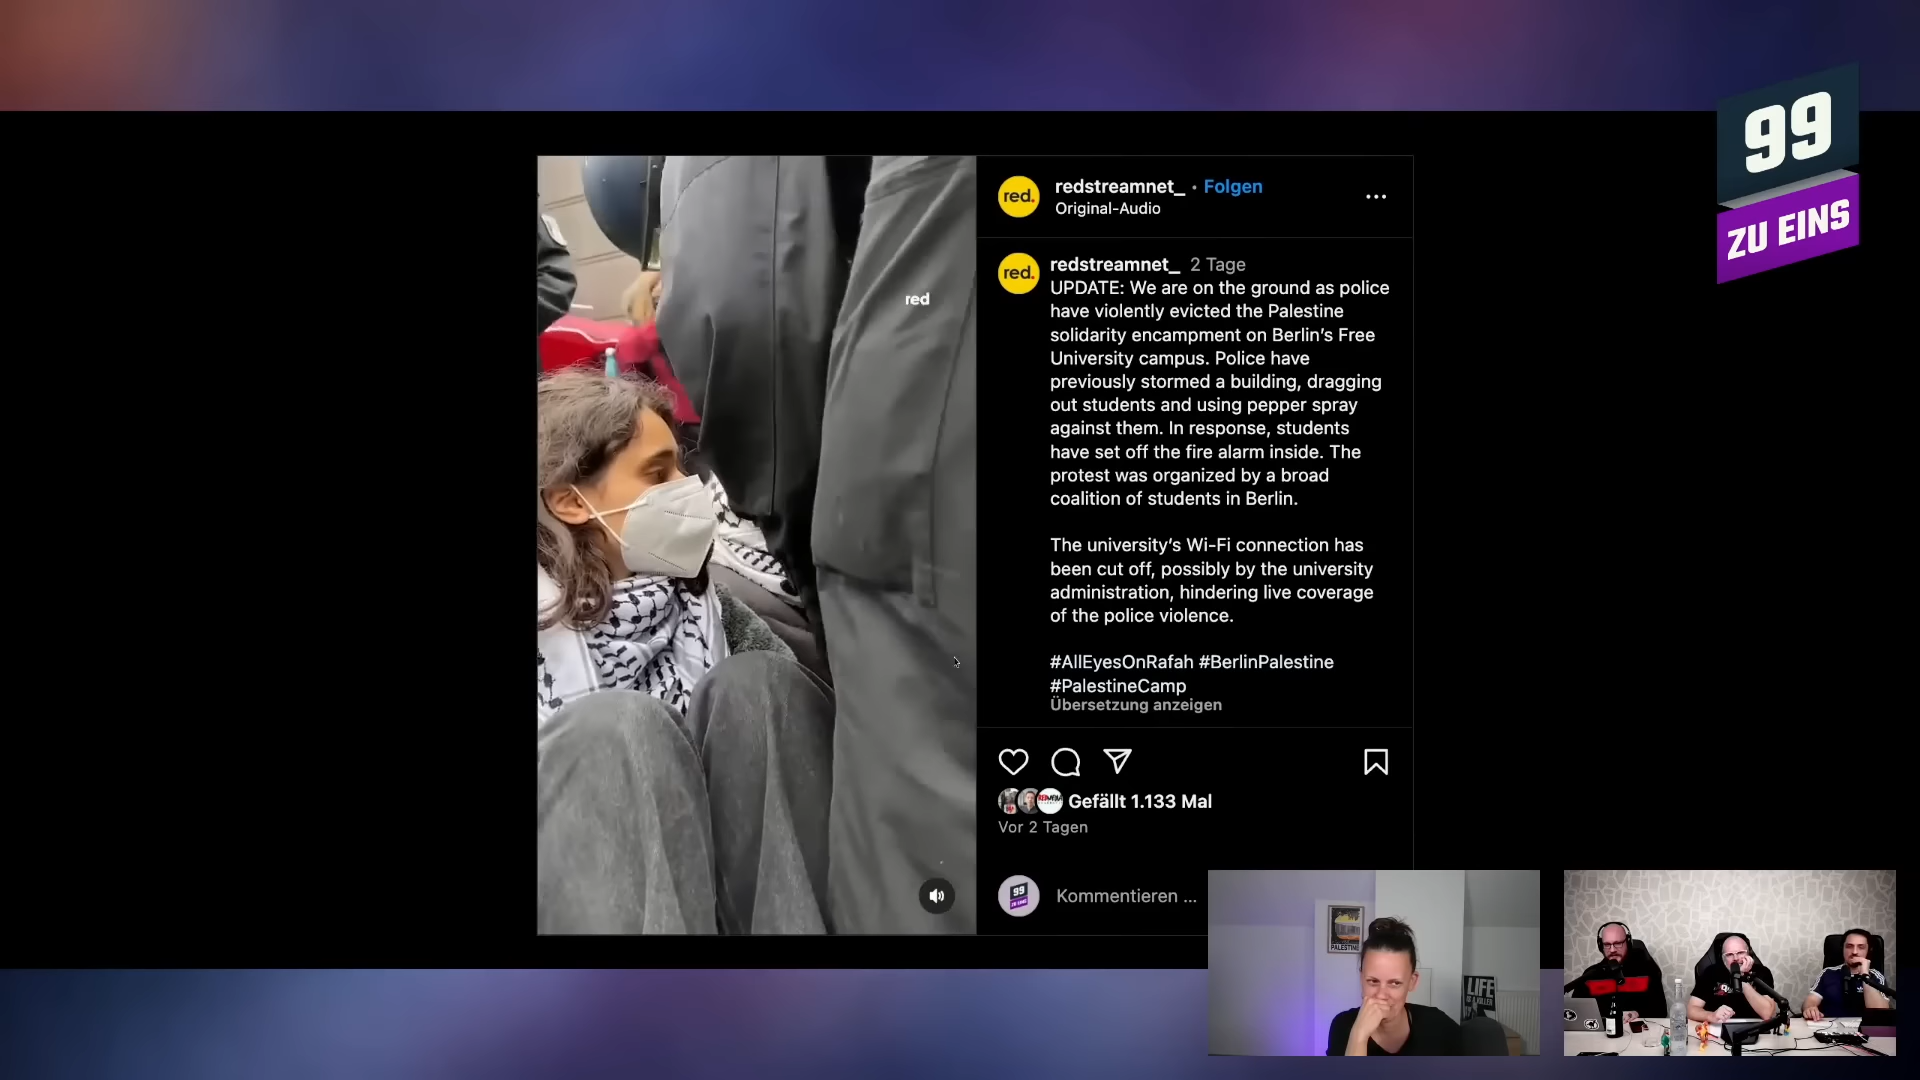 99
ZU EINS
redstreamnet_ • Folgen
Original-Audio
red.
red.
redstreamnet_ 2 Tage
UPDATE: We are on the ground as police
have violently evicted the Palestine
solidarity encampment on Berlin’s Free
University campus. Police have
previously stormed a building, dragging
out students and using pepper spray
against them. In response, students
have set off the fire alarm inside. The
protest was organized by a broad
coalition of students in Berlin.
The university’s Wi-Fi connection has
been cut off, possibly by the university
administration, hindering live coverage
of the police violence.
#AllEyesOnRafah #BerlinPalestine
#PalestineCamp
Übersetzung anzeigen
red
Gefällt 1.133 Mal
Vor 2 Tagen
99
ZU EINS
Kommentieren ...
PALESTINE
LIFE